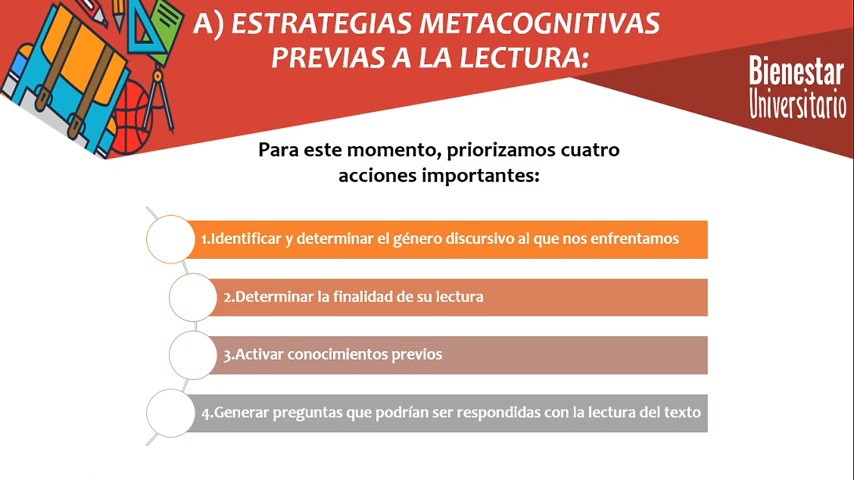 A) ESTRATEGIAS METACOGNITIVAS
PREVIAS A LA LECTURA:
Bienestar
Universitario
Para este momento, priorizamos cuatro
acciones importantes:
1.Identificar y determinar el género discursivo al que nos enfrentamos
2.Determinar la finalidad de su lectura
3.Activar conocimientos previos
4.Generar preguntas que podrían ser respondidas con la lectura del texto